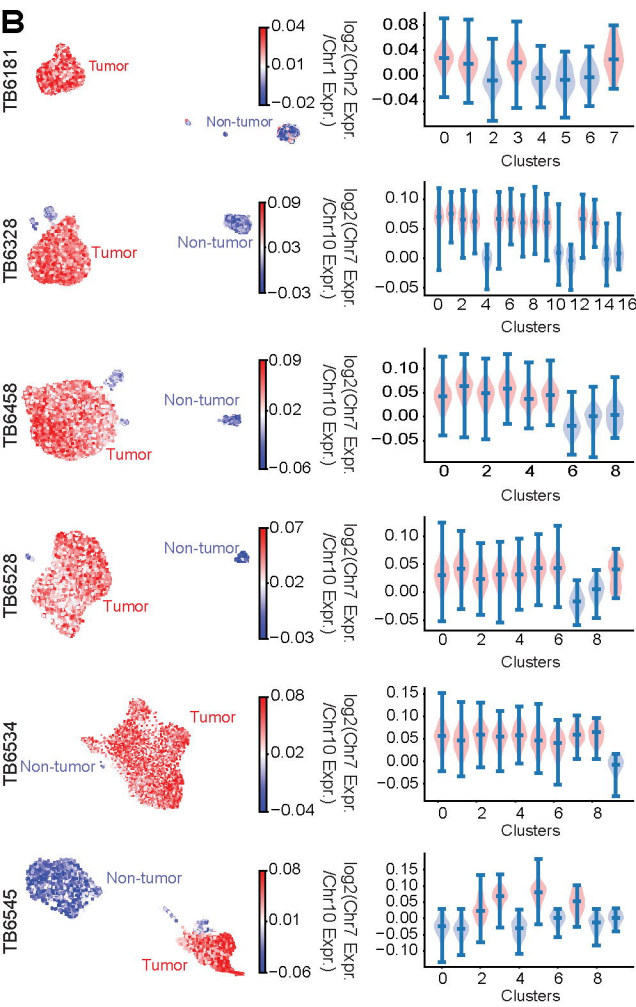 B
TB6181
Tumor
Non-tumor
0.04
0.01
−0.02
log2(Chr2 Expr.
/Chr1 Expr.)
0.08
0.04
0.00
−0.04
0 1 2 3 4 5 6 7
Clusters
TB6328
Tumor
Non-tumor
0.09
0.03
−0.03
log2(Chr7 Expr.
/Chr10 Expr.)
0.10
0.05
0.00
−0.05
0 2 4 6 8 10 12 14 16
Clusters
TB6458
Tumor
Non-tumor
0.09
0.02
−0.06
log2(Chr7 Expr.
/Chr10 Expr.)
0.10
0.05
0.00
−0.05
0 2 4 6 8
Clusters
TB6528
Non-tumor
Tumor
0.07
0.02
−0.03
log2(Chr7 Expr.
/Chr10 Expr.)
0.10
0.05
0.00
−0.05
0 2 4 6 8
Clusters
TB6534
Tumor
Non-tumor
0.08
0.02
−0.04
log2(Chr7 Expr.
/Chr10 Expr.)
0.15
0.10
0.05
0.00
−0.05
0 2 4 6 8
Clusters
TB6545
Non-tumor
Tumor
0.08
0.01
−0.06
log2(Chr7 Expr.
/Chr10 Expr.)
0.15
0.10
0.05
0.00
−0.05
−0.10
0 2 4 6 8
Clusters